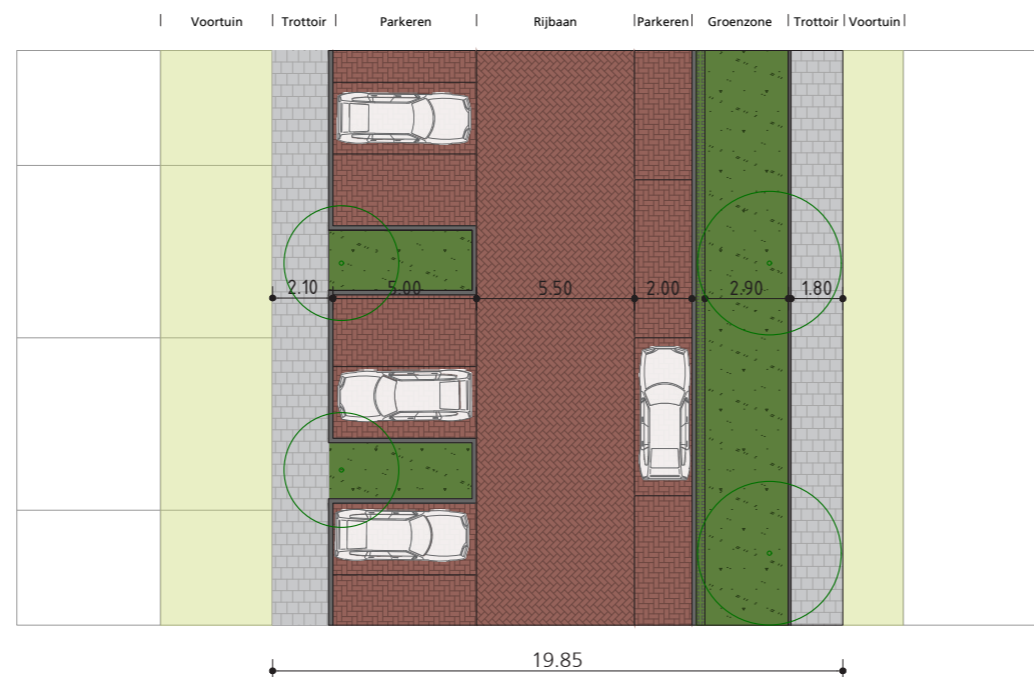 Voortuin Trottoir Parkeren Rijbaan Parkeren Groenzone Trottoir Voortuin
2.10 5.00 5.50 2.00 2.90 1.80
19.85